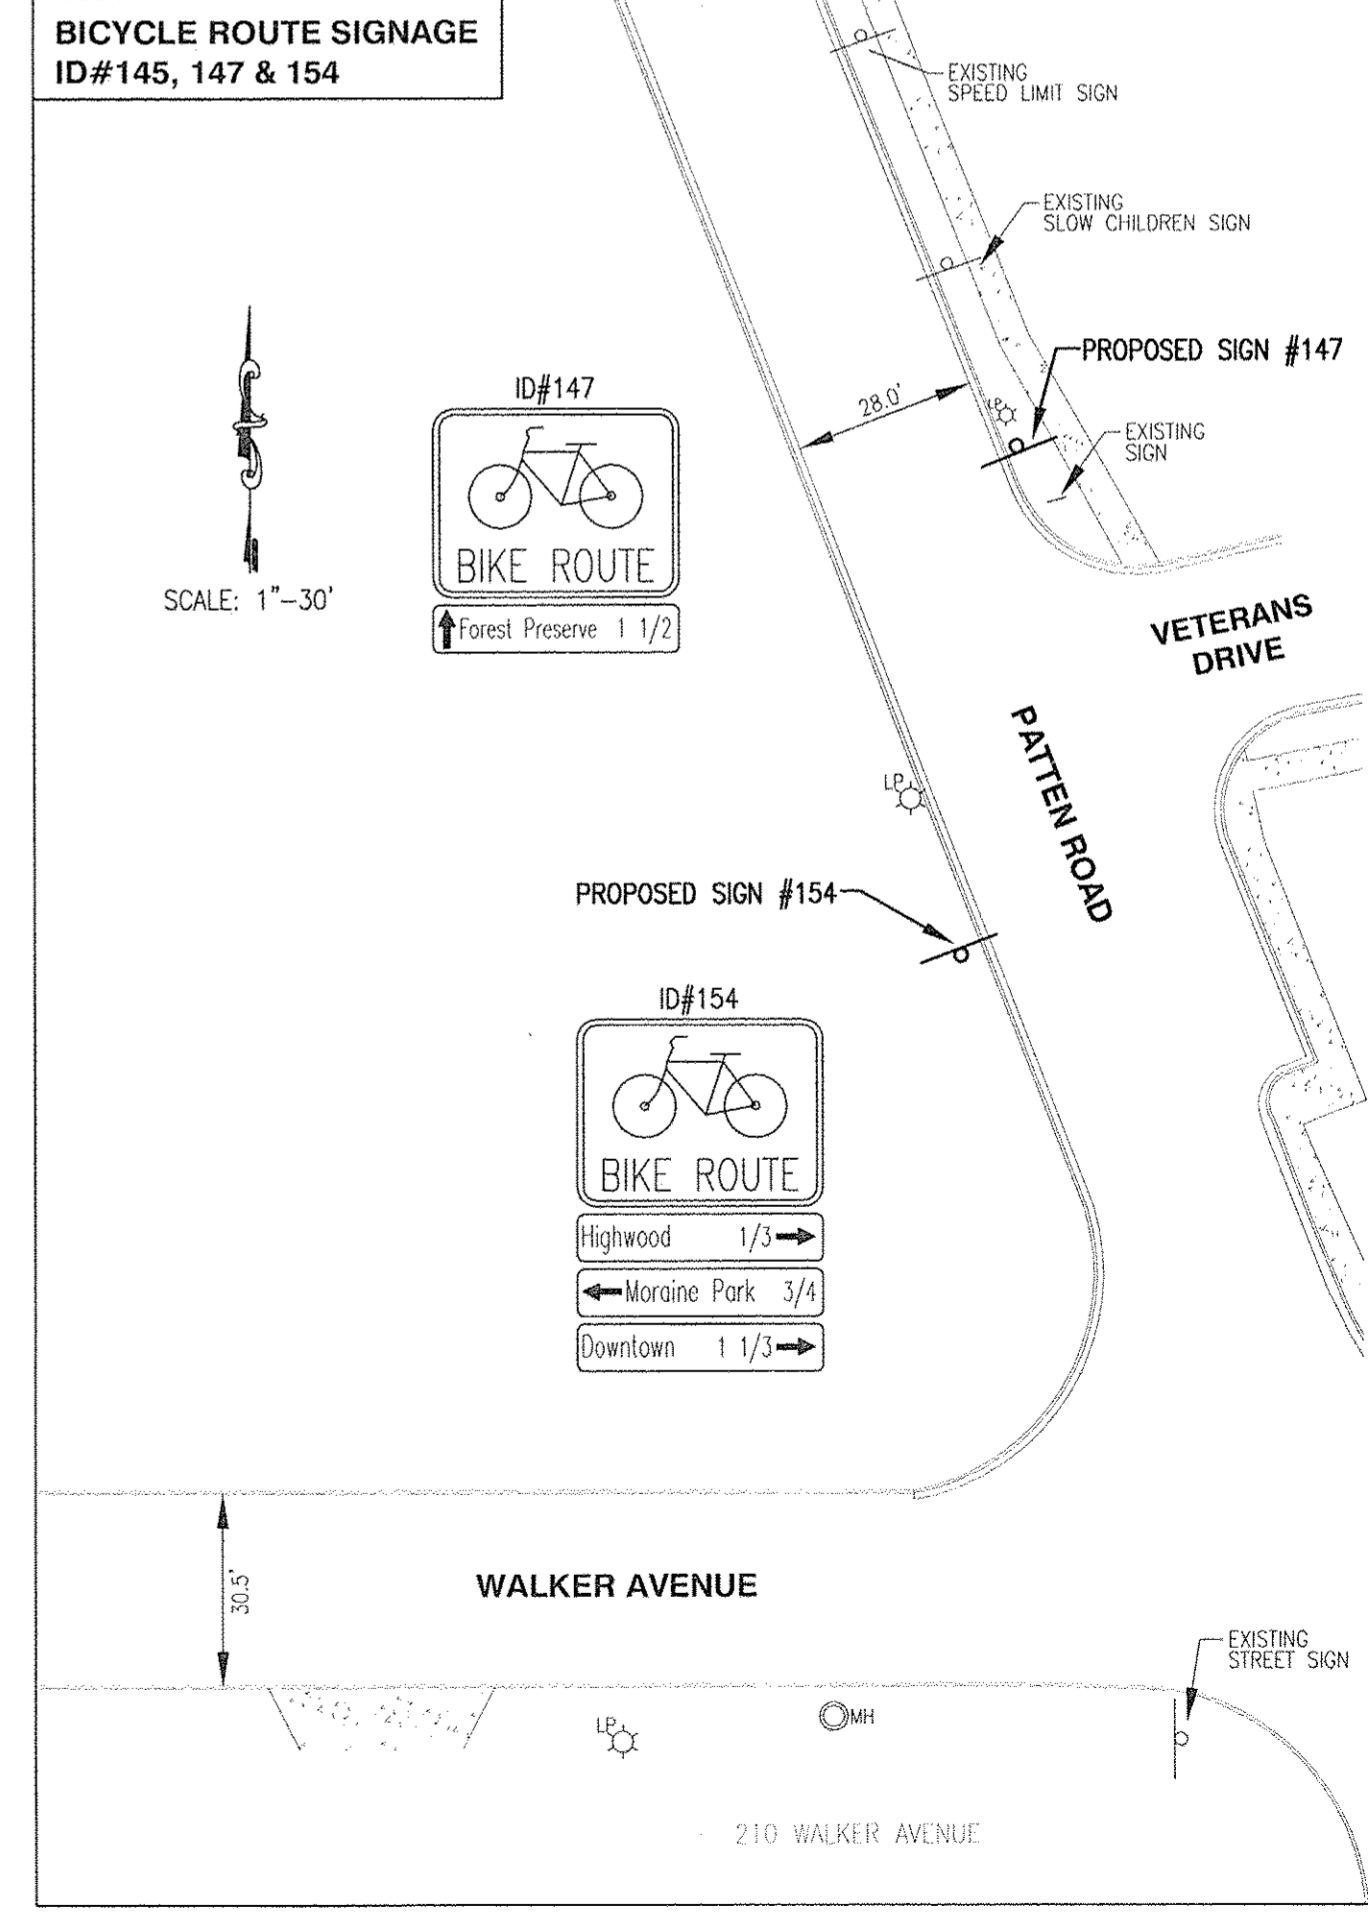 BICYCLE ROUTE SIGNAGE
ID#145, 147 & 154
EXISTING
SPEED LIMIT SIGN
EXISTING
SLOW CHILDREN SIGN
PROPOSED SIGN #147
LP
EXISTING
SIGN
28.0'
ID#147
BIKE ROUTE
Forest Preserve 1 1/2
SCALE: 1"-30'
VETERANS
DRIVE
PATTEN ROAD
LP
PROPOSED SIGN #154
ID#154
BIKE ROUTE
Highwood 1/3
Moraine Park 3/4
Downtown 1 1/3
30.5'
WALKER AVENUE
EXISTING
STREET SIGN
LP
MH
210 WALKER AVENUE